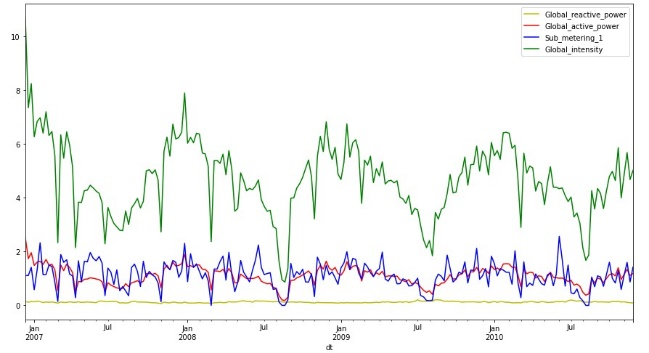 Global_reactive_power
Global_active_power
Sub_metering_1
Global_intensity
10
8
6
4
2
0
Jan Jul Jan Jul Jan Jul Jan Jul
2007 2008 2009 2010
dt